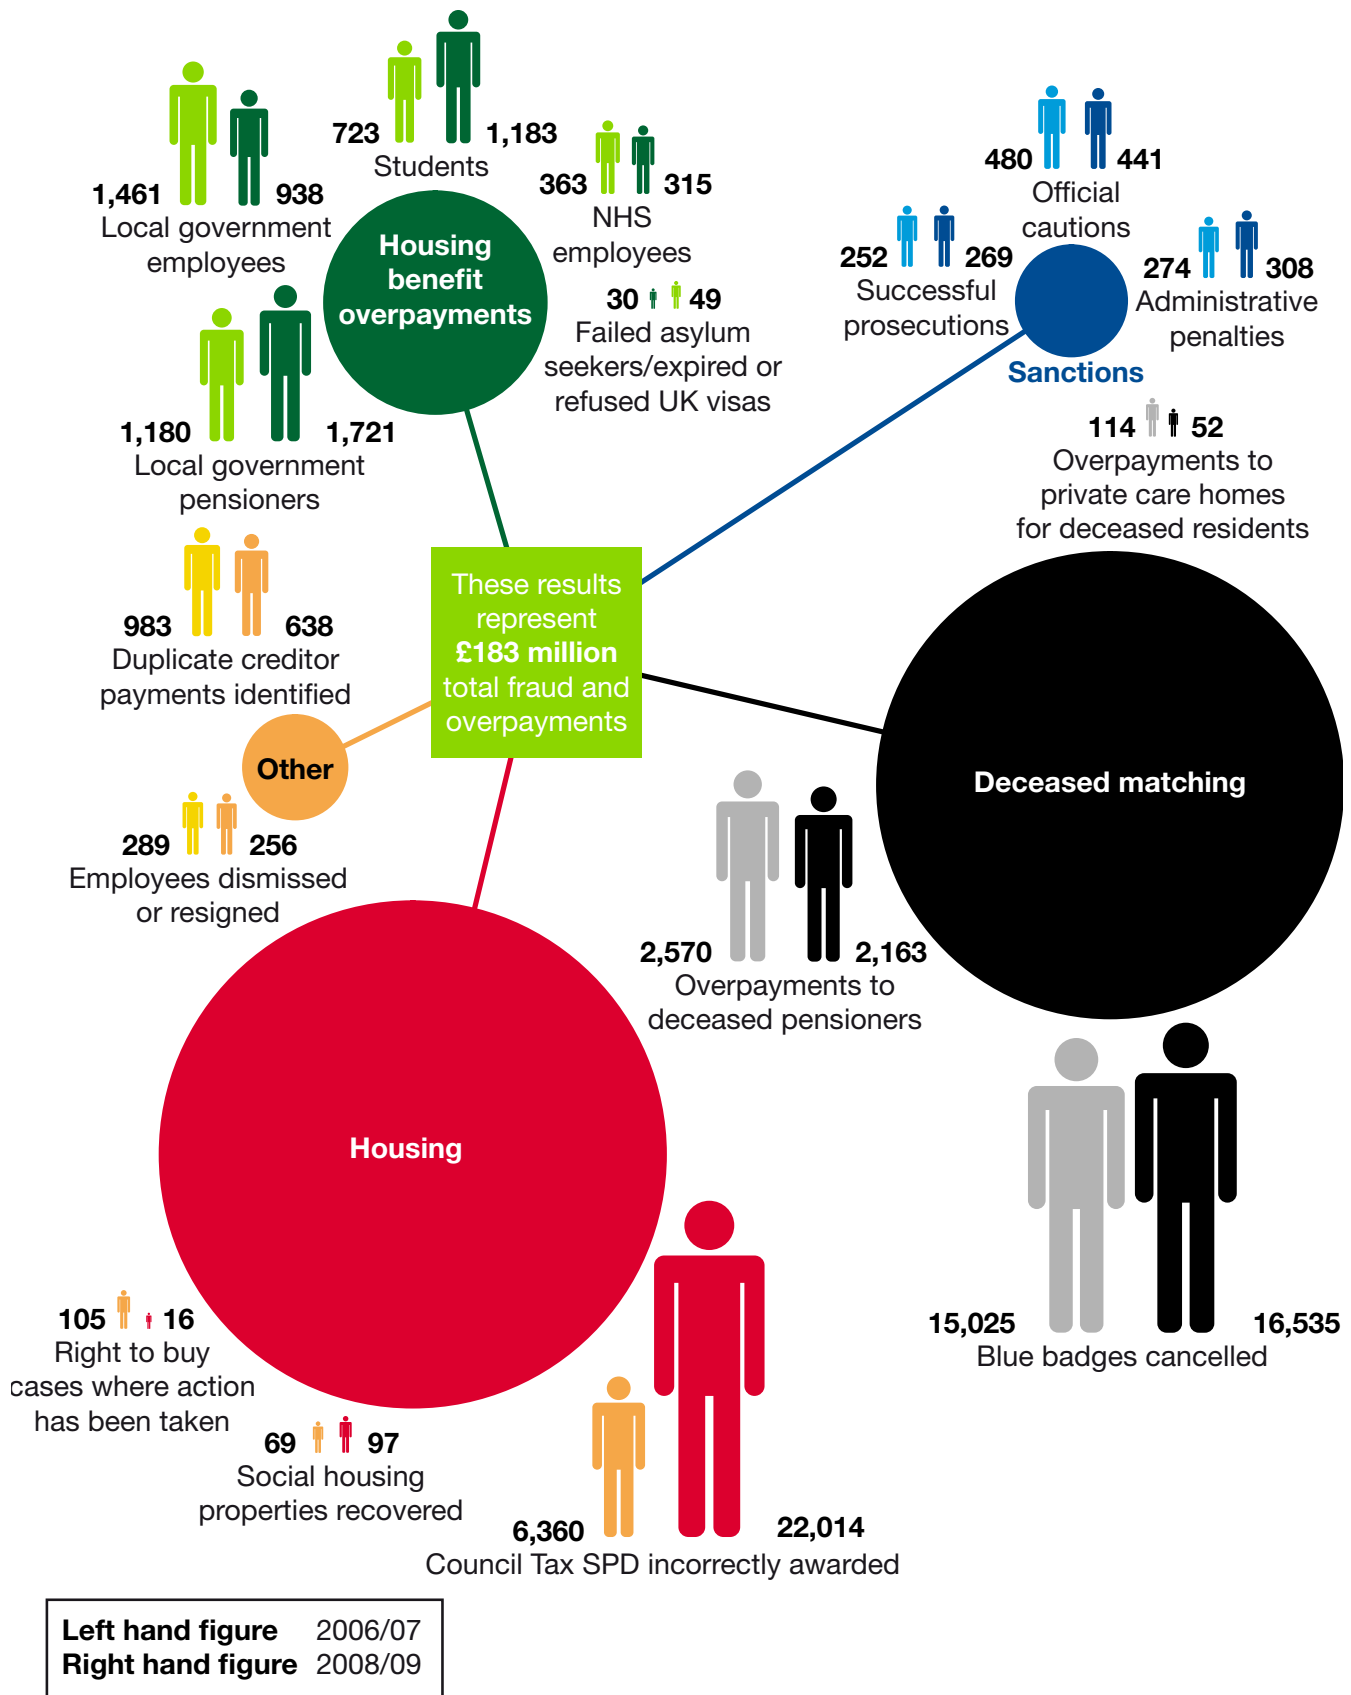 723 1,183
Students
1,461 938
Local government
employees
363 315
NHS
employees
Housing
benefit
overpayments
30 49
Failed asylum
seekers/expired or
refused UK visas
1,180 1,721
Local government
pensioners
480 441
Official
cautions
252 269
Successful
prosecutions
274 308
Administrative
penalties
Sanctions
114 52
Overpayments to
private care homes
for deceased residents
983 638
Duplicate creditor
payments identified
These results
represent
£183 million
total fraud and
overpayments
Other
289 256
Employees dismissed
or resigned
Deceased matching
2,570 2,163
Overpayments to
deceased pensioners
15,025 16,535
Blue badges cancelled
Housing
105 16
Right to buy
cases where action
has been taken
69 97
Social housing
properties recovered
6,360 22,014
Council Tax SPD incorrectly awarded
Left hand figure 2006/07
Right hand figure 2008/09